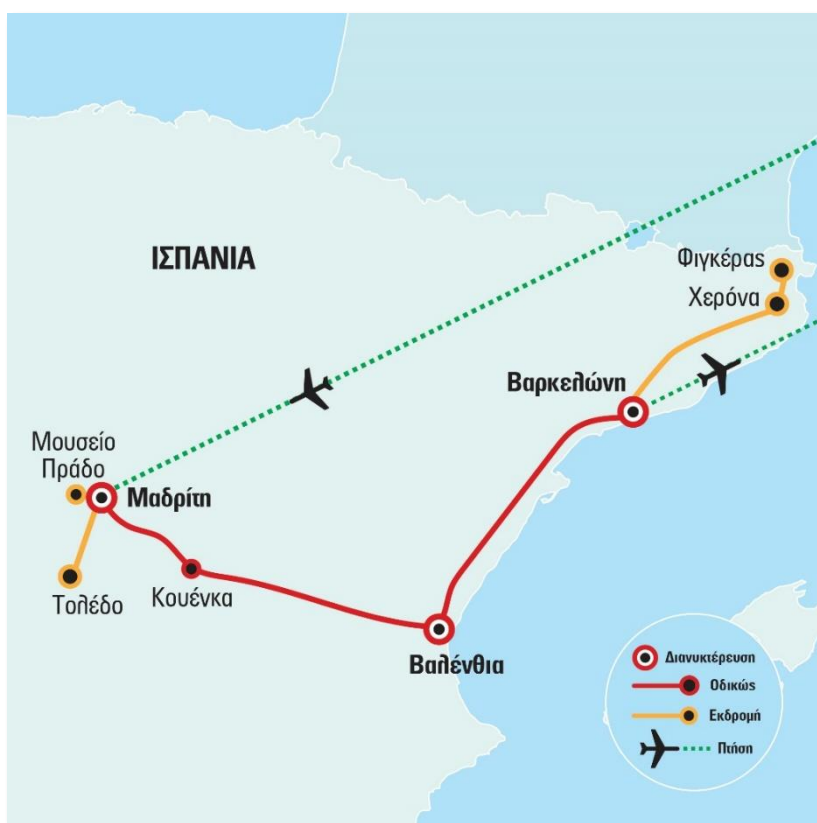 ΙΣΠΑΝΙΑ
Φιγκέρας
Χερόνα
Βαρκελώνη
Μουσείο
Πράδο
Μαδρίτη
Τολέδο
Κουένκα
Βαλένθια
Διανυκτέρευση
Οδικώς
Εκδρομή
Πτήση